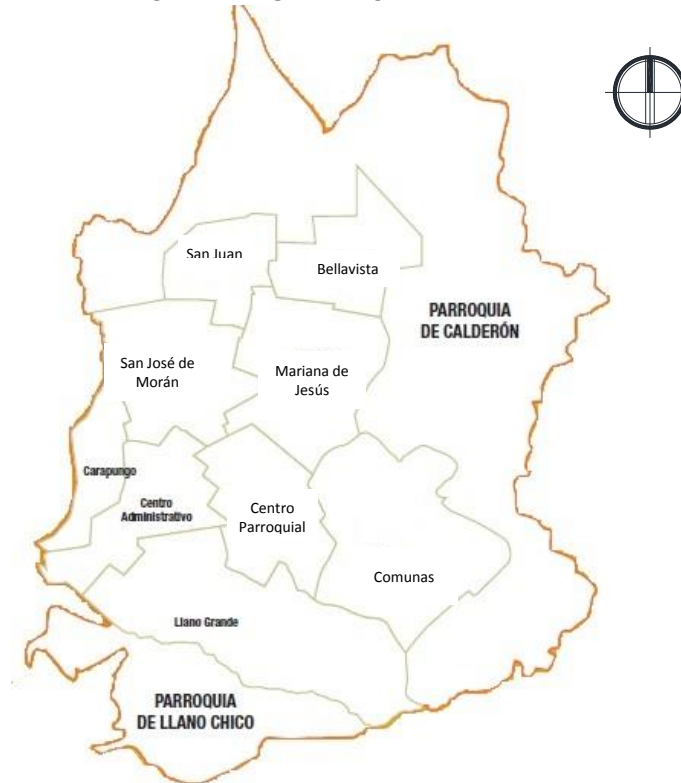 San Juan
Bellavista
PARROQUIA
DE CALDERÓN
San José de
Morán
Mariana de
Jesús
Carapungo
Centro
Administrativo
Centro
Parroquial
Comunas
Llano Grande
PARROQUIA
DE LLANO CHICO